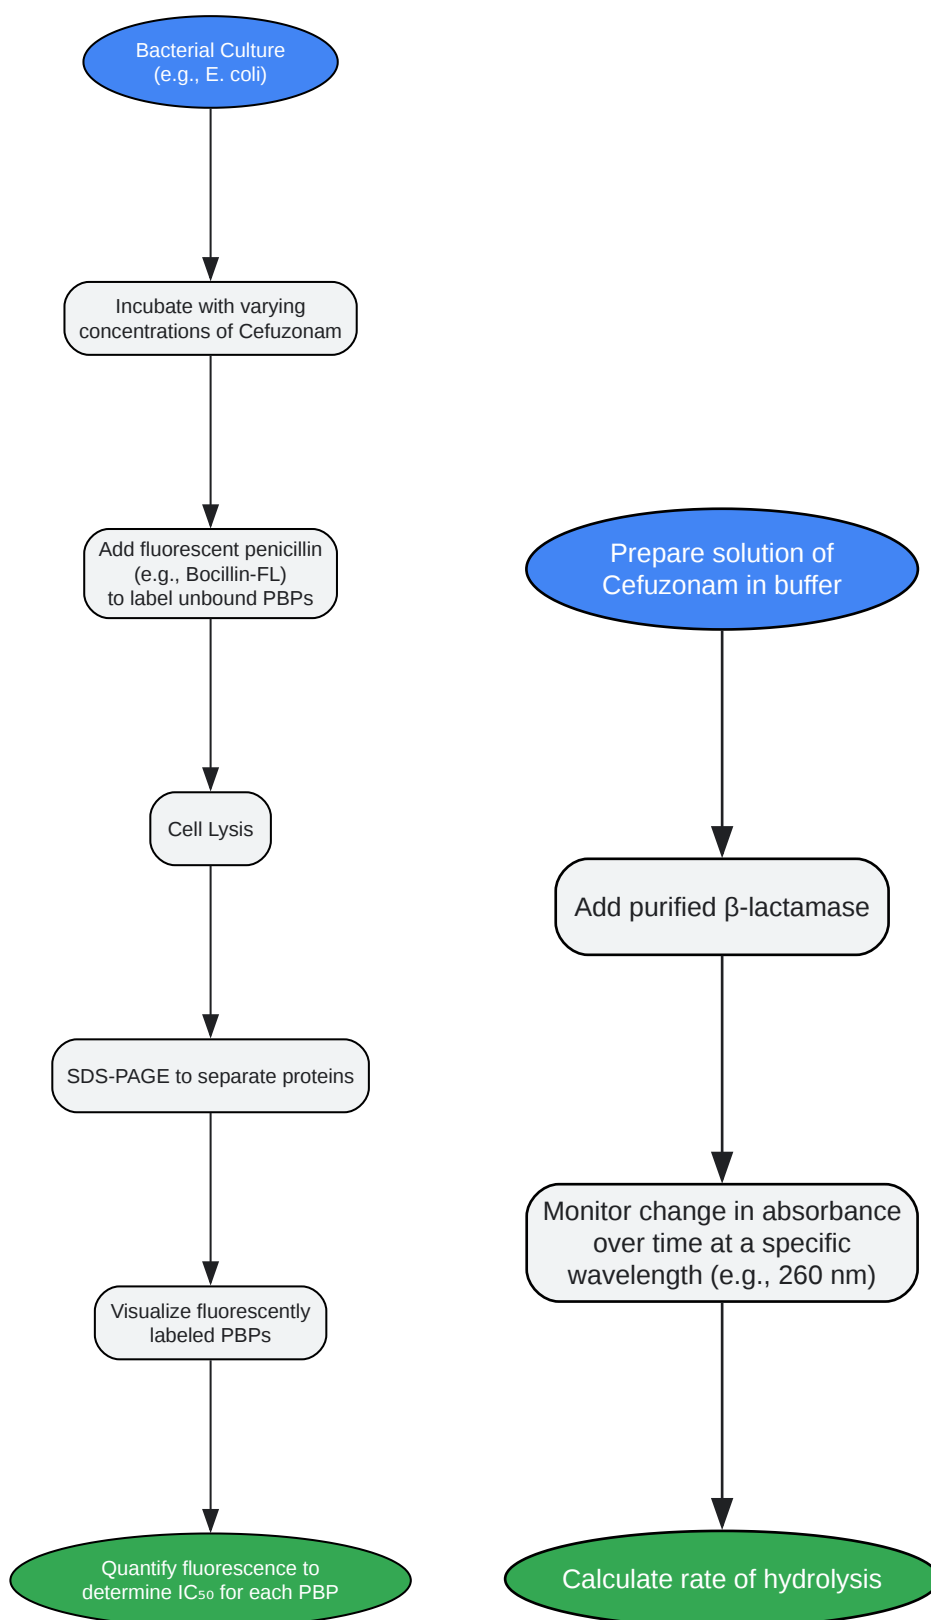 Bacterial Culture
(e.g., E. coli)
Incubate with varying
concentrations of Cefuzonam
Add fluorescent penicillin
(e.g., Bocillin-FL)
to label unbound PBPs
Cell Lysis
SDS-PAGE to separate proteins
Visualize fluorescently
labeled PBPs
Quantify fluorescence to
determine IC₅₀ for each PBP
Prepare solution of
Cefuzonam in buffer
Add purified β-lactamase
Monitor change in absorbance
over time at a specific
wavelength (e.g., 260 nm)
Calculate rate of hydrolysis